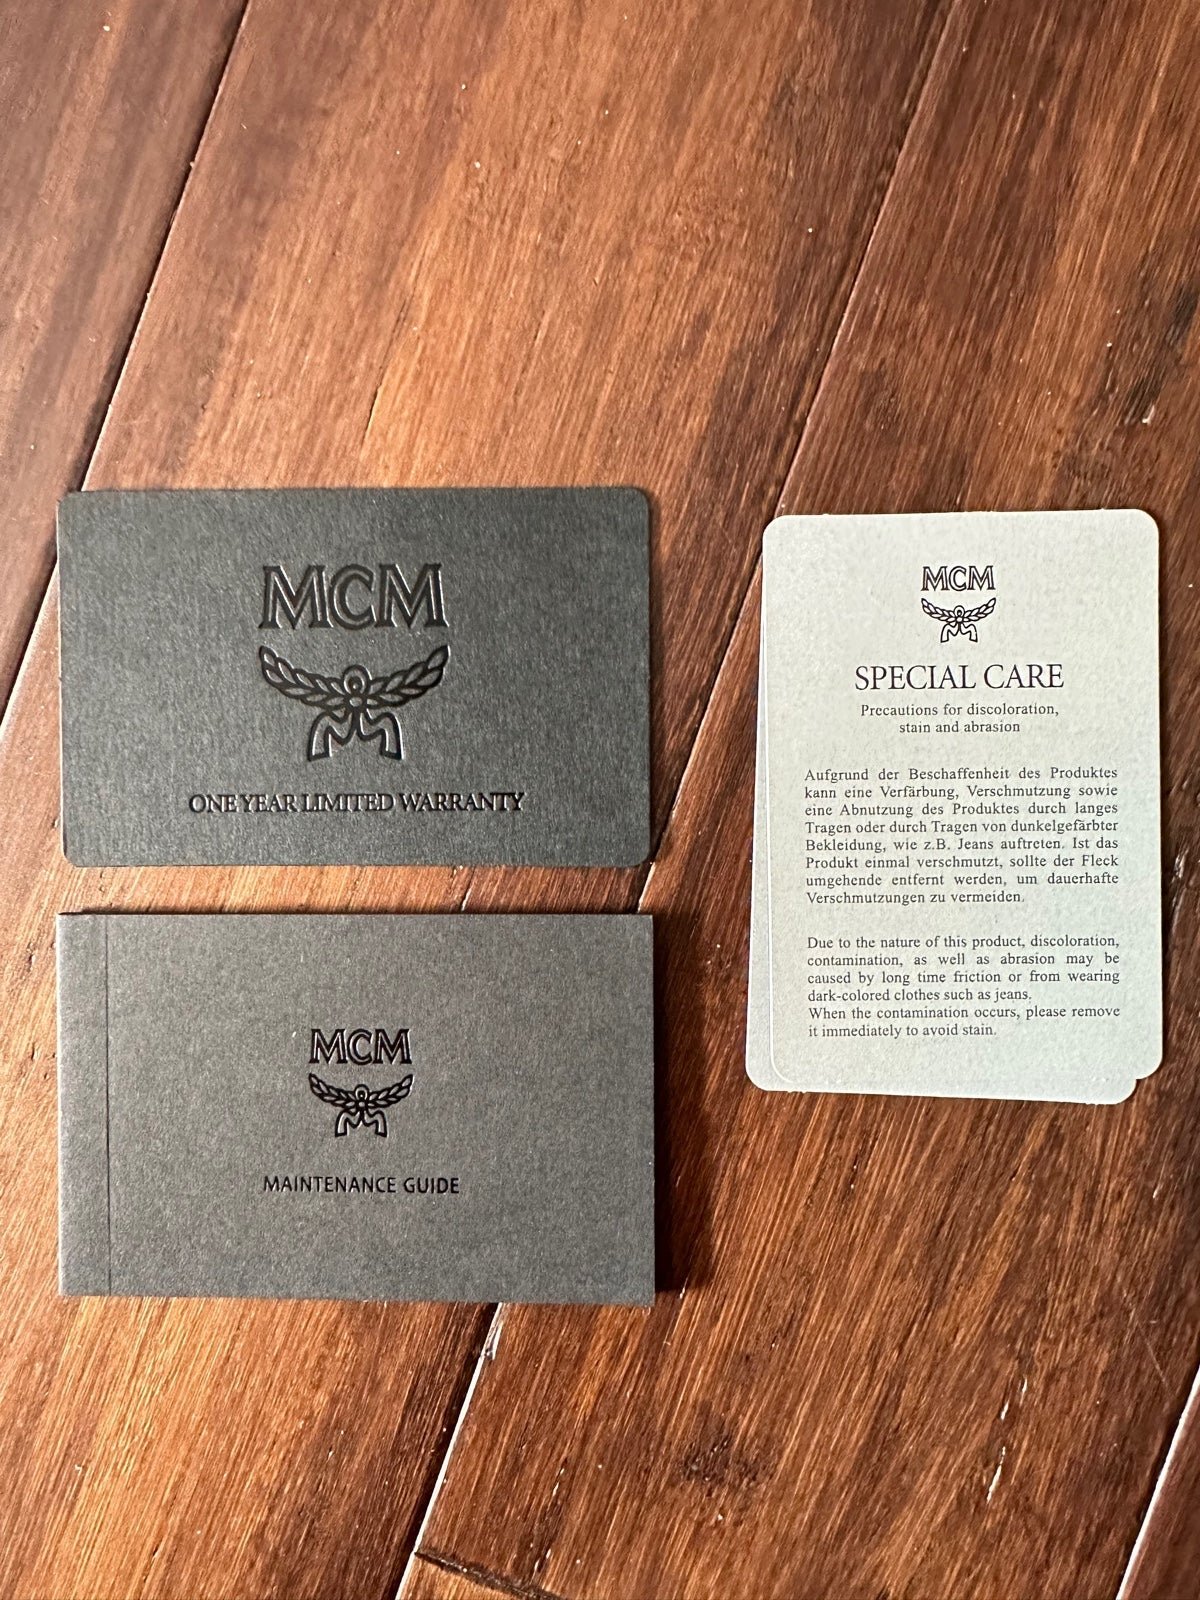 MCM
ONE YEAR LIMITED WARRANTY
MCM
MAINTENANCE GUIDE
MCM
SPECIAL CARE
Precautions for discoloration,
stain and abrasion
Aufgrund der Beschaffenheit des Produktes
kann eine Verfärbung, Verschmutzung sowie
eine Abnutzung des Produktes durch langes
Tragen oder durch Tragen von dunkelgefärbter
Bekleidung, wie z.B. Jeans auftreten. Ist das
Produkt einmal verschmutzt, sollte der Fleck
umgehende entfernt werden, um dauerhafte
Verschmutzungen zu vermeiden.
Due to the nature of this product, discoloration,
contamination, as well as abrasion may be
caused by long time friction or from wearing
dark-colored clothes such as jeans.
When the contamination occurs, please remove
it immediately to avoid stain.